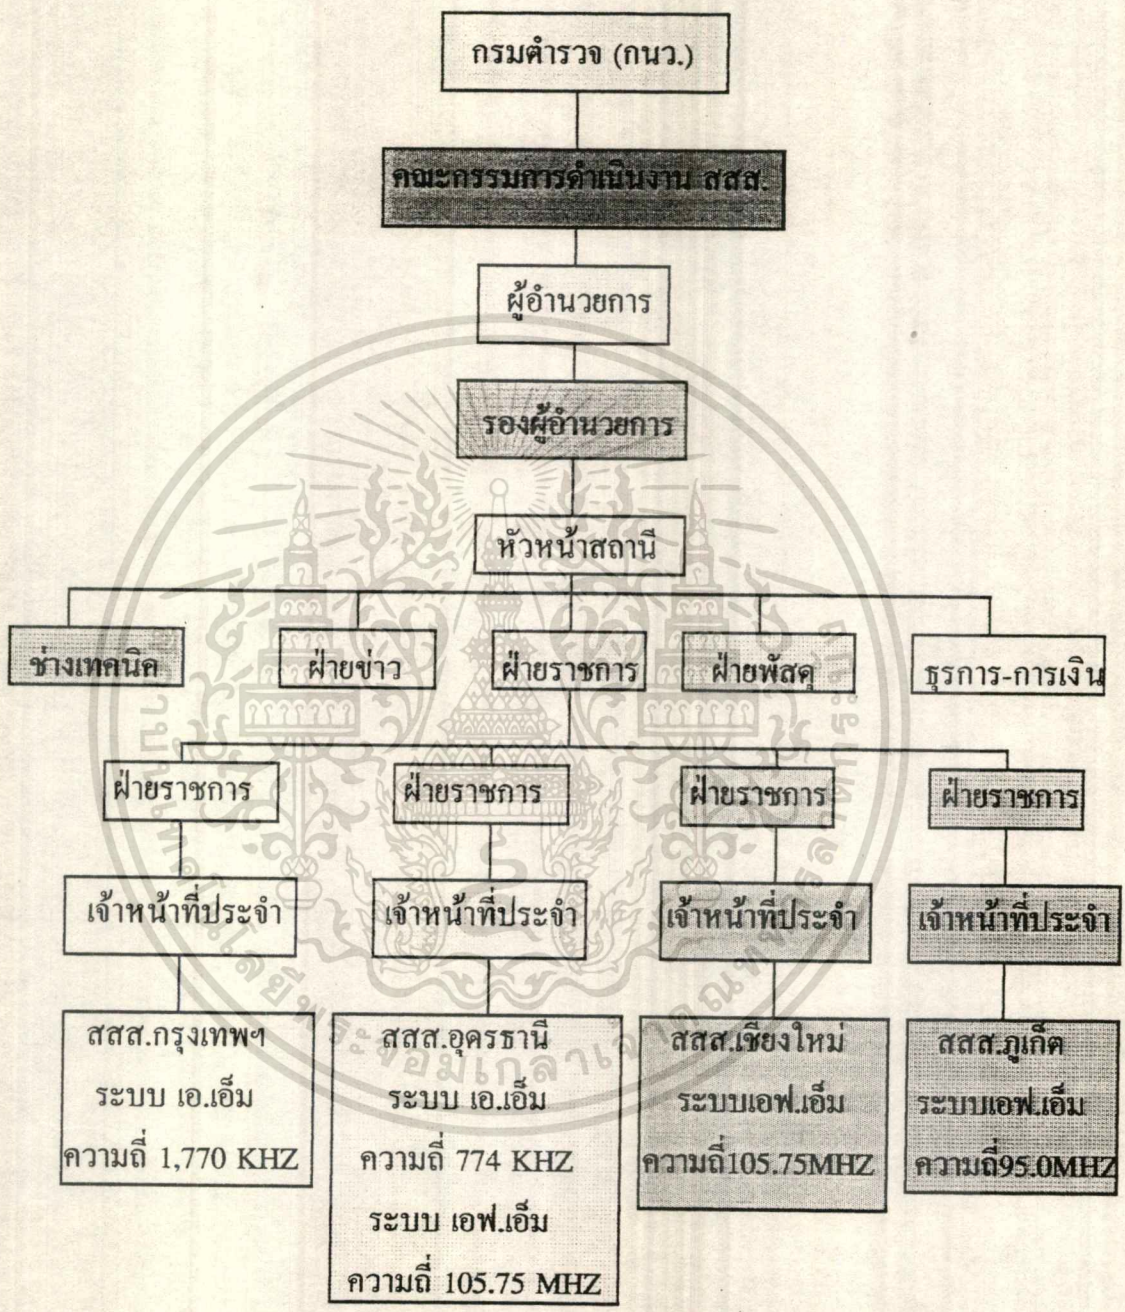 กรมตำรวจ (กนว.)
คณะกรรมการดำเนินงาน สสส.
ผู้อำนวยการ
รองผู้อำนวยการ
หัวหน้าสถานี
ช่างเทคนิค
ฝ่ายข่าว
ฝ่ายราชการ
ฝ่ายพัสดุ
ธุรการ-การเงิน
ฝ่ายราชการ
ฝ่ายราชการ
ฝ่ายราชการ
ฝ่ายราชการ
เจ้าหน้าที่ประจำ
เจ้าหน้าที่ประจำ
เจ้าหน้าที่ประจำ
เจ้าหน้าที่ประจำ
สสส.กรุงเทพฯ
ระบบ เอ.เอ็ม
ความถี่ 1,770 KHZ
สสส.อุดรธานี
ระบบ เอ.เอ็ม
ความถี่ 774 KHZ
ระบบ เอฟ.เอ็ม
ความถี่ 105.75 MHZ
สสส.เชียงใหม่
ระบบเอฟ.เอ็ม
ความถี่105.75MHZ
สสส.ภูเก็ต
ระบบเอฟ.เอ็ม
ความถี่95.0MHZ